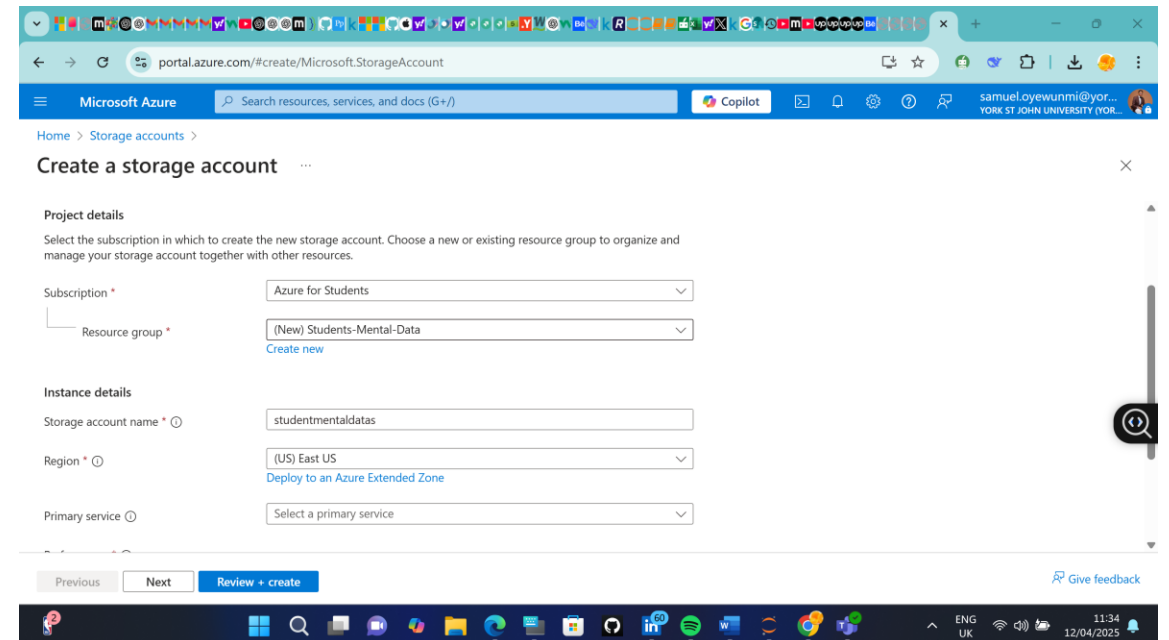 portal.azure.com/#create/Microsoft.StorageAccount
Microsoft Azure
Search resources, services, and docs (G+/)
Copilot
samuel.oyewunmi@yor...
YORK ST JOHN UNIVERSITY (YOR...
Home > Storage accounts >
Create a storage account ...
Project details
Select the subscription in which to create the new storage account. Choose a new or existing resource group to organize and
manage your storage account together with other resources.
Subscription *
Azure for Students
Resource group *
(New) Students-Mental-Data
Create new
Instance details
Storage account name *
studentmentaldatas
Region *
(US) East US
Deploy to an Azure Extended Zone
Primary service
Select a primary service
Previous
Next
Review + create
Give feedback
2
60
ENG
UK
11:34
12/04/2025